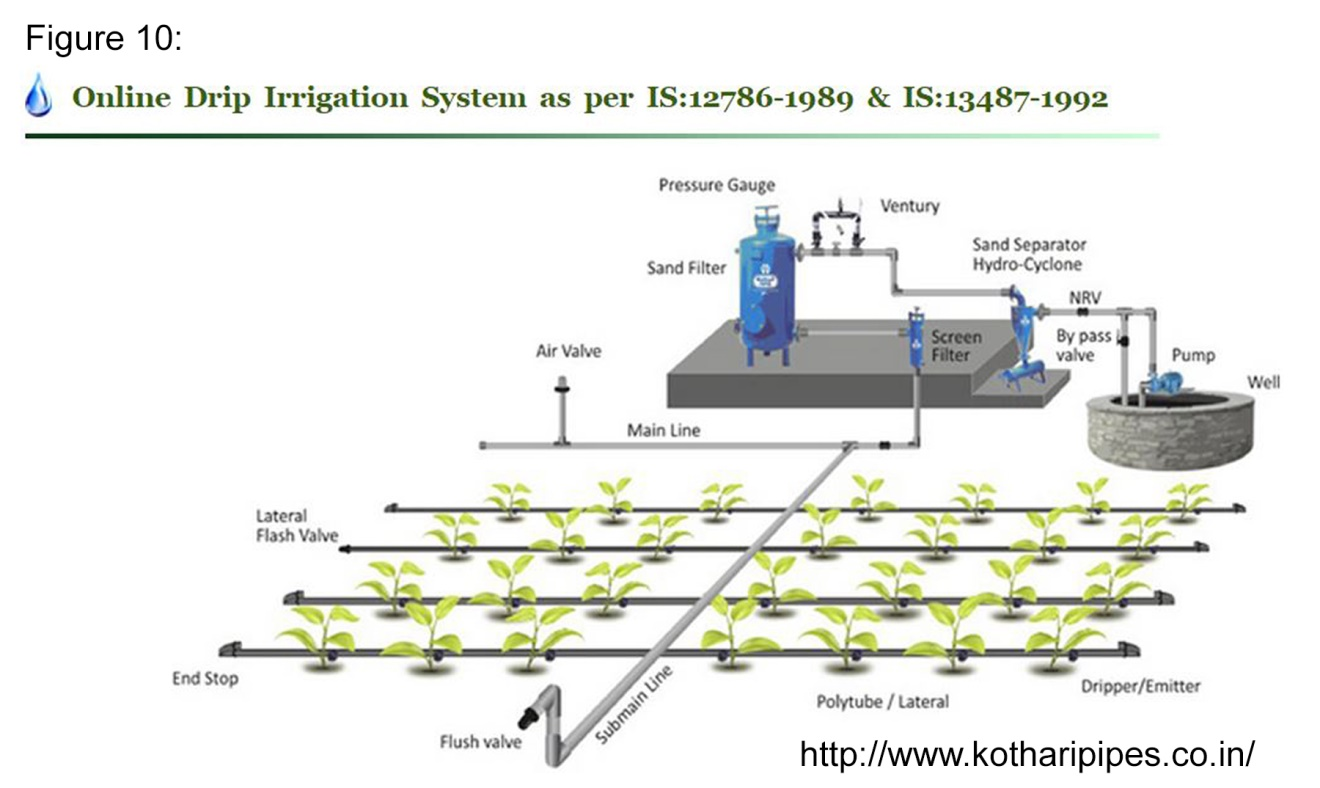 Figure 10:
Online Drip Irrigation System as per IS:12786-1989 & IS:13487-1992
Pressure Gauge
Ventury
Sand Filter
Sand Separator
Hydro-Cyclone
NRV
Screen
Filter
By pass
valve
Pump
Well
Air Valve
Main Line
Lateral
Flash Valve
End Stop
Flush valve
Submain Line
Polytube / Lateral
Dripper/Emitter
http://www.kotharipipes.co.in/